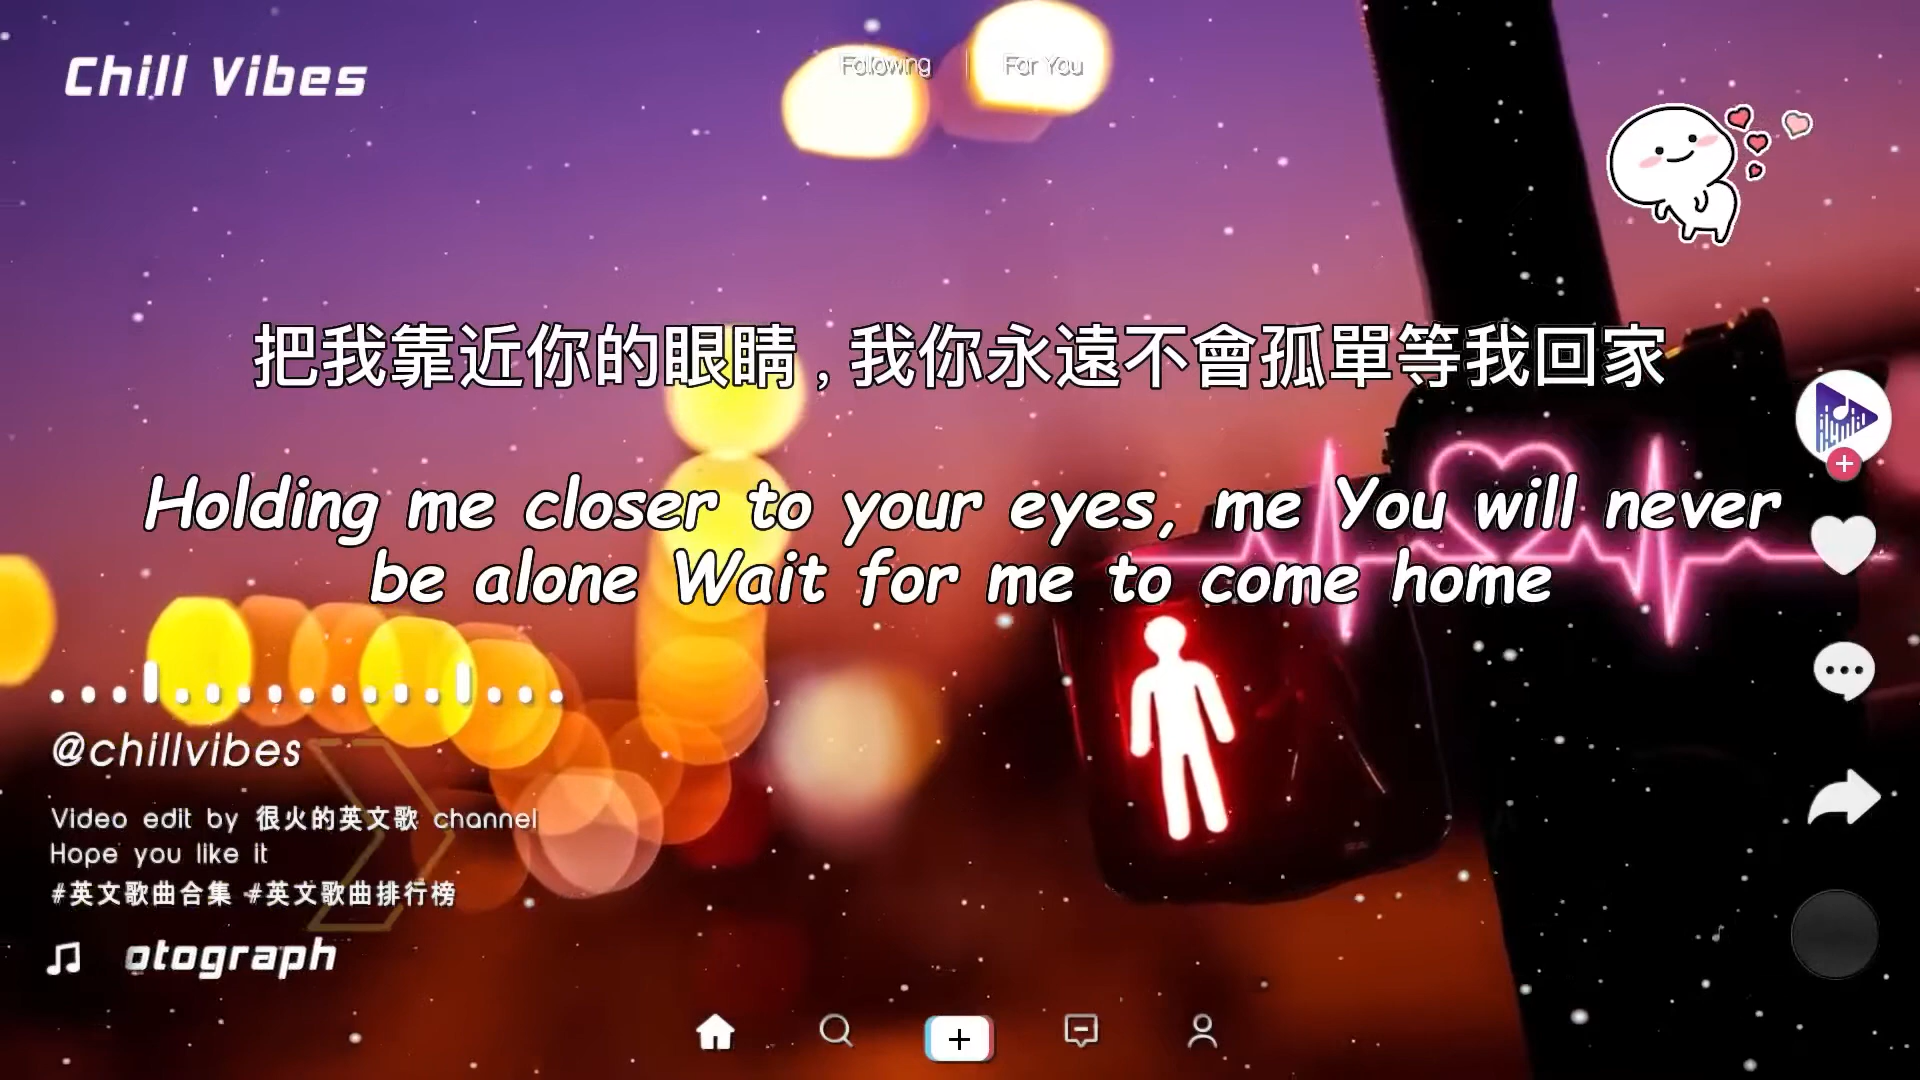 Chill Vibes
Following
For You
把我靠近你的眼睛 , 我你永遠不會孤單等我回家
Holding me closer to your eyes, me You will never
be alone Wait for me to come home
@chillvibes
Video edit by 很火的英文歌 channel
Hope you like it
#英文歌曲合集 #英文歌曲排行榜
otograph